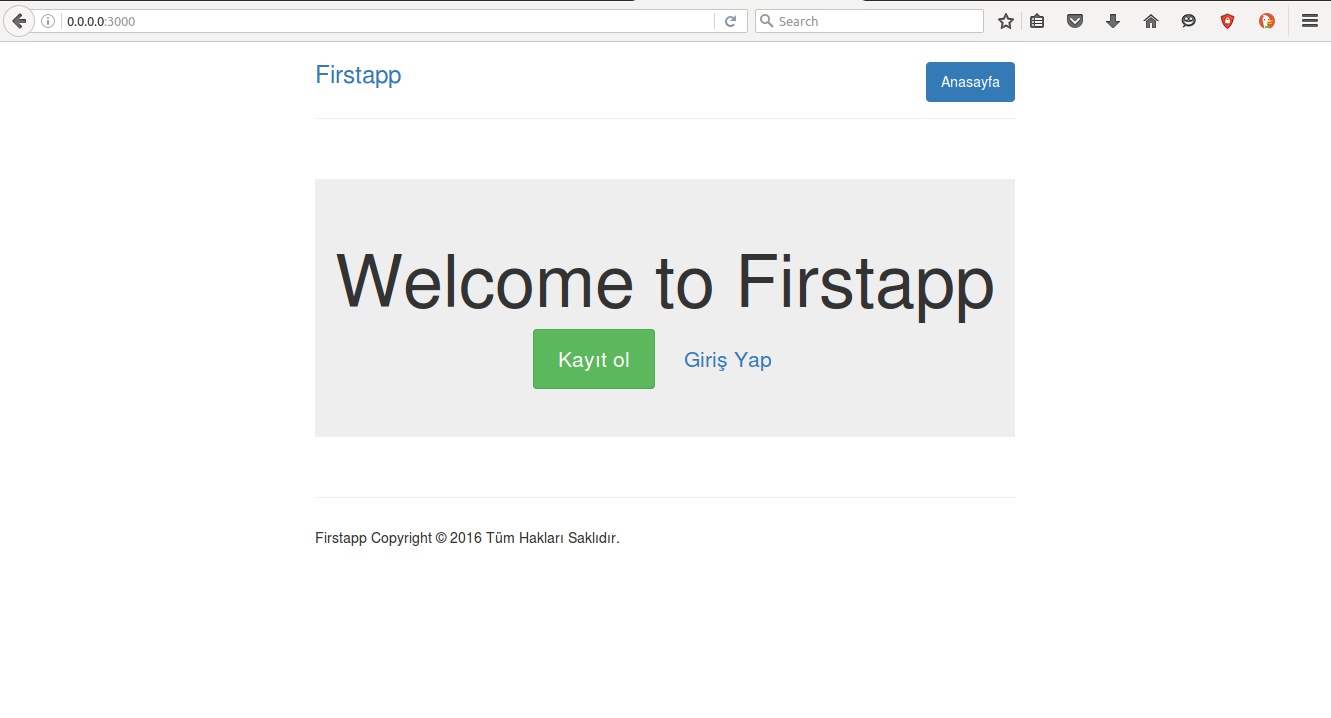 0.0.0.0:3000
Search
Firstapp
Anasayfa
Welcome to Firstapp
Kayıt ol Giriş Yap
Firstapp Copyright © 2016 Tüm Hakları Saklıdır.